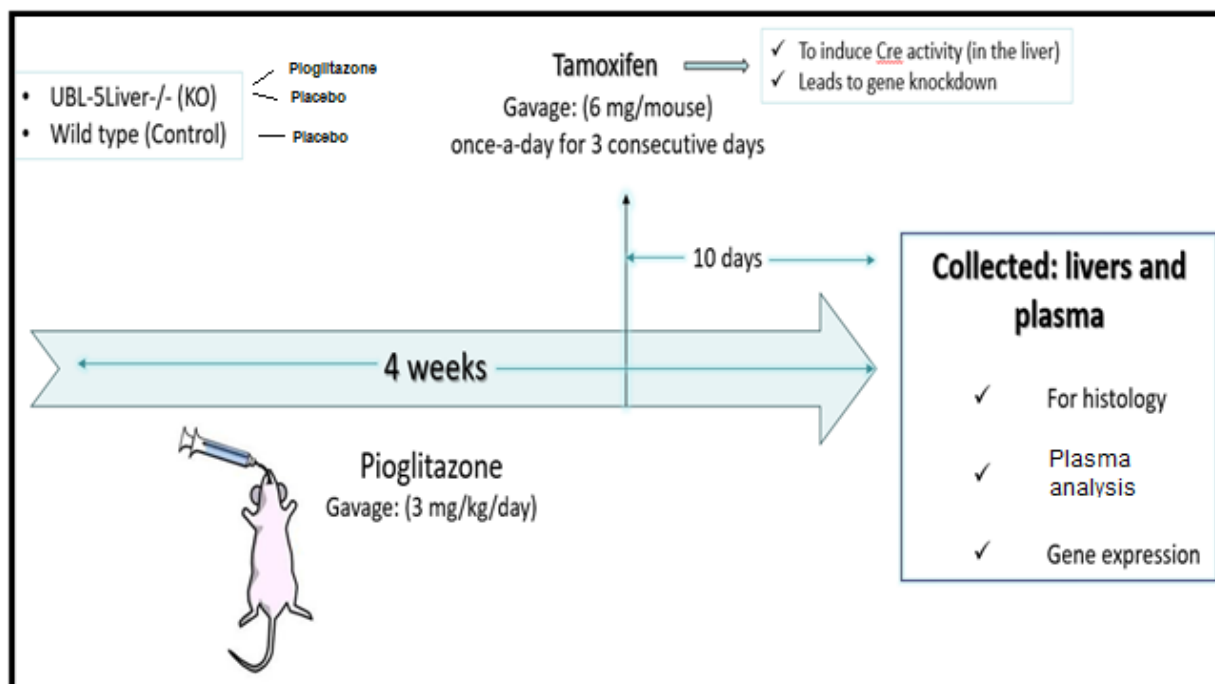 • UBL-5Liver-/- (KO)
• Wild type (Control)
Pioglitazone
Placebo
Placebo
Tamoxifen
Gavage: (6 mg/mouse)
once-a-day for 3 consecutive days
✓ To induce Cre activity (in the liver)
✓ Leads to gene knockdown
10 days
4 weeks
Pioglitazone
Gavage: (3 mg/kg/day)
Collected: livers and
plasma
✓ For histology
✓ Plasma
analysis
✓ Gene expression